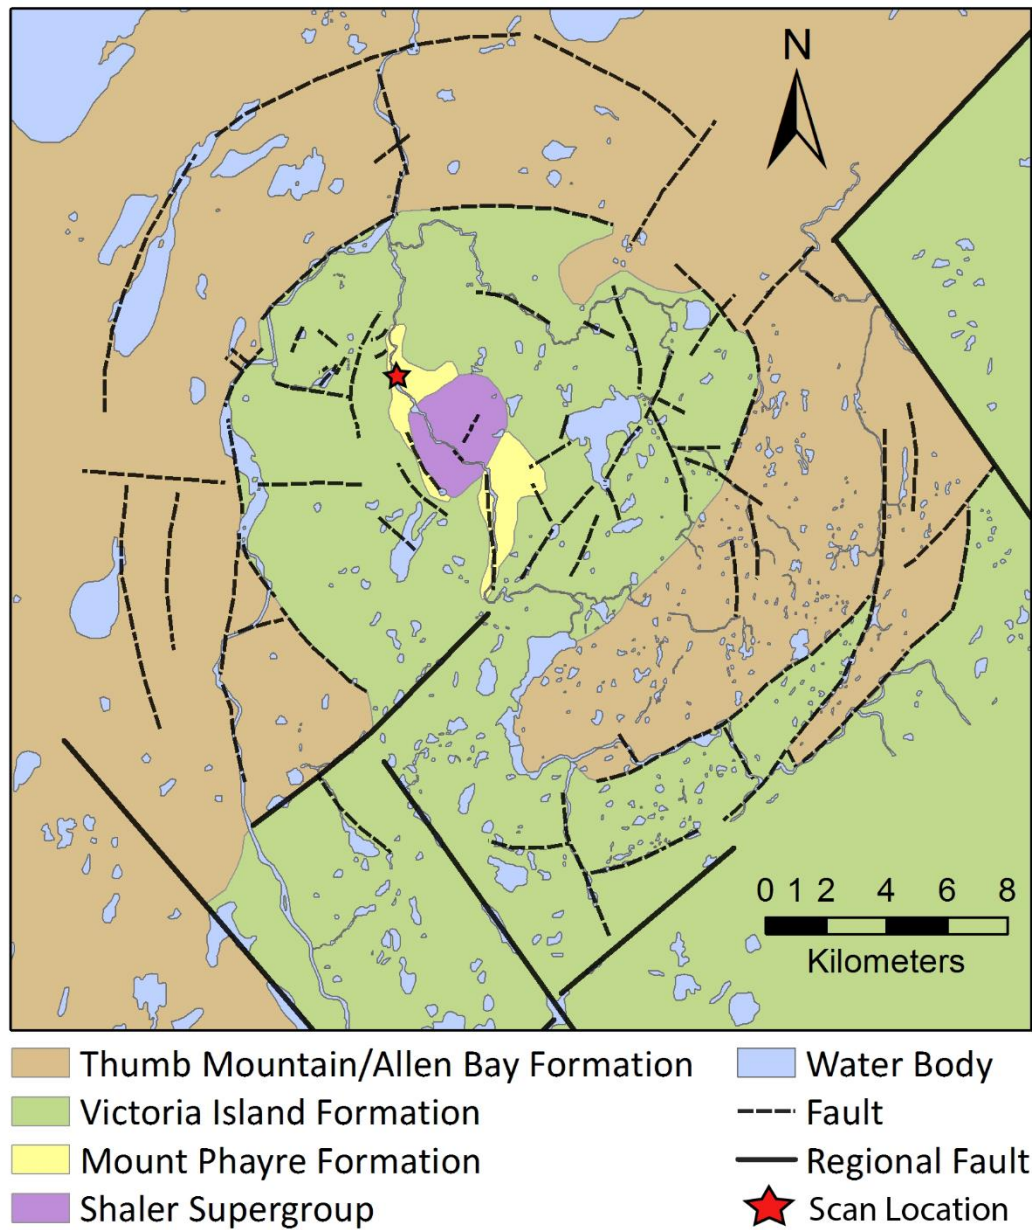 N
0 1 2 4 6 8
Kilometers
Thumb Mountain/Allen Bay Formation
Water Body
Victoria Island Formation
Fault
Mount Phayre Formation
Regional Fault
Shaler Supergroup
Scan Location